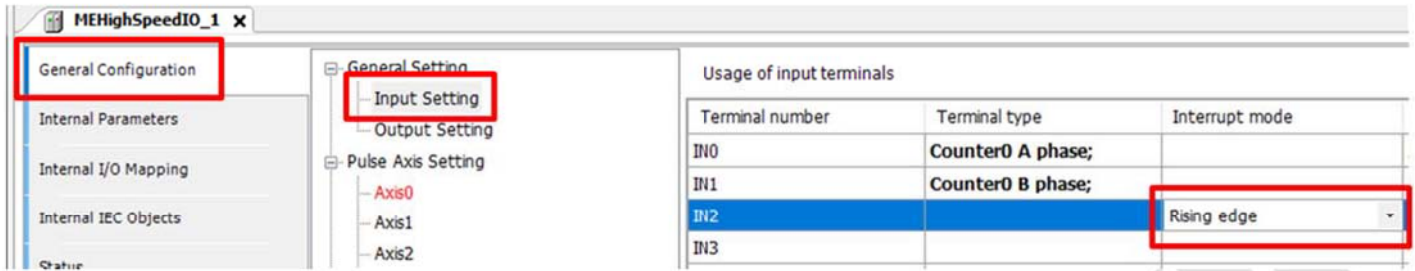 MEHighSpeedIO_1 x
General Configuration
Internal Parameters
Internal I/O Mapping
Internal IEC Objects
Status
General Setting
Input Setting
Output Setting
Pulse Axis Setting
Axis0
Axis1
Axis2
Usage of input terminals
Terminal number Terminal type Interrupt mode
IN0 Counter0 A phase;
IN1 Counter0 B phase;
IN2 Rising edge
IN3